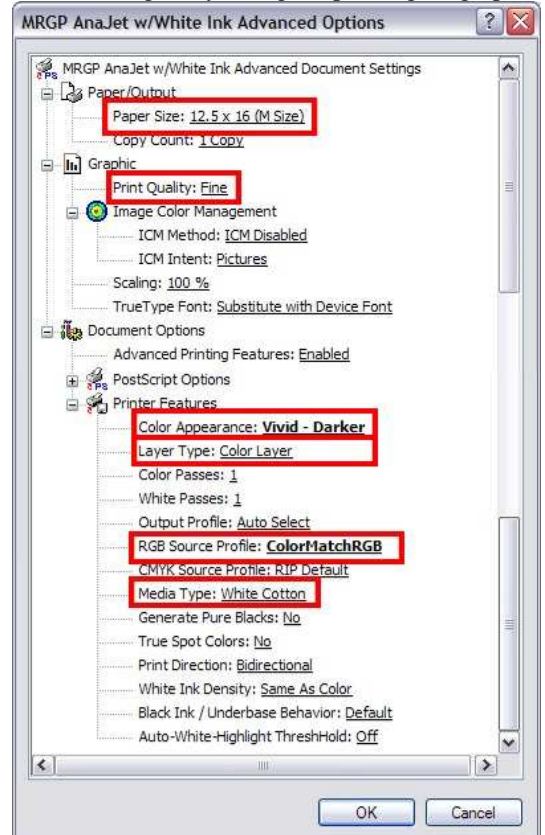 MRGP AnaJet w/White Ink Advanced Options
MRGP AnaJet w/White Ink Advanced Document Settings
Paper/Output
Paper Size: 12.5 x 16 (M Size)
Copy Count: 1 Copy
Graphic
Print Quality: Fine
Image Color Management
ICM Method: ICM Disabled
ICM Intent: Pictures
Scaling: 100 %
TrueType Font: Substitute with Device Font
Document Options
Advanced Printing Features: Enabled
PostScript Options
Printer Features
Color Appearance: Vivid - Darker
Layer Type: Color Layer
Color Passes: 1
White Passes: 1
Output Profile: Auto Select
RGB Source Profile: ColorMatchRGB
CMYK Source Profile: RIP Default
Media Type: White Cotton
Generate Pure Blacks: No
True Spot Colors: No
Print Direction: Bidirectional
White Ink Density: Same As Color
Black Ink / Underbase Behavior: Default
Auto-White-Highlight ThreshHold: Off
OK Cancel